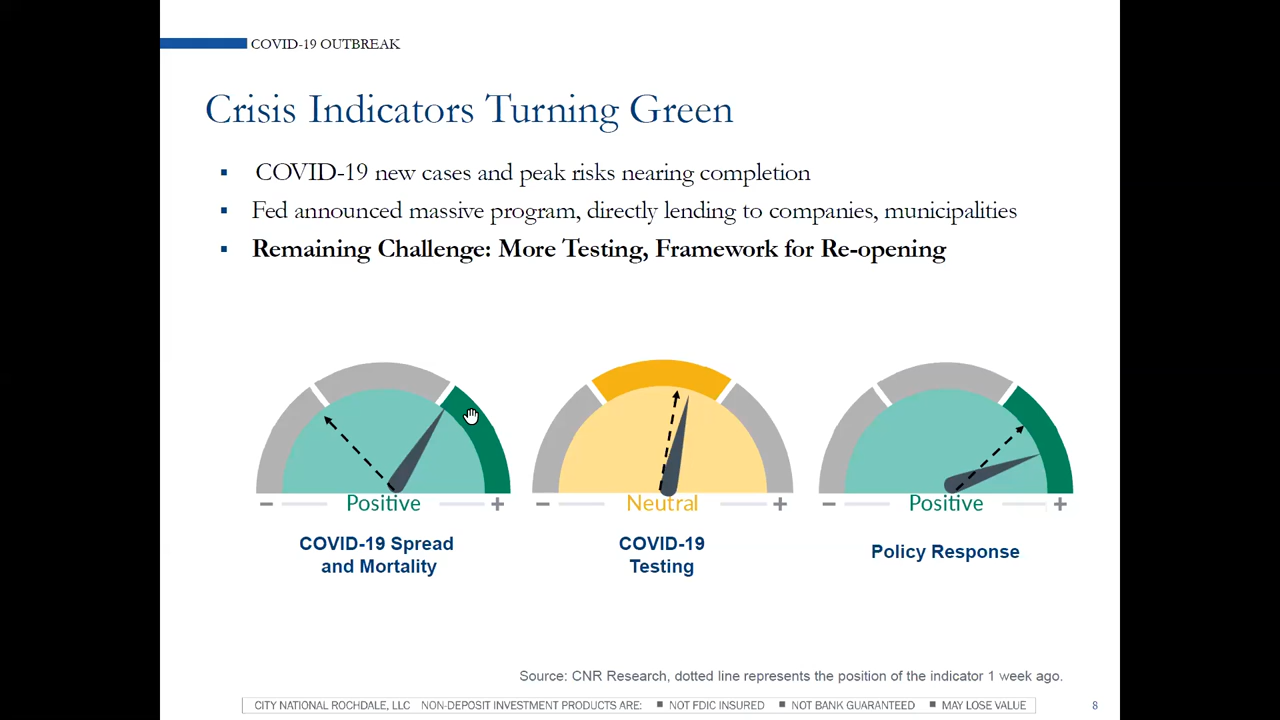 COVID-19 OUTBREAK
Crisis Indicators Turning Green
▪ COVID-19 new cases and peak risks nearing completion
▪ Fed announced massive program, directly lending to companies, municipalities
▪ Remaining Challenge: More Testing, Framework for Re-opening
− Positive +
− Neutral +
− Positive +
COVID-19 Spread
and Mortality
COVID-19
Testing
Policy Response
Source: CNR Research, dotted line represents the position of the indicator 1 week ago.
CITY NATIONAL ROCHDALE, LLC NON-DEPOSIT INVESTMENT PRODUCTS ARE: ■ NOT FDIC INSURED ■ NOT BANK GUARANTEED ■ MAY LOSE VALUE
8